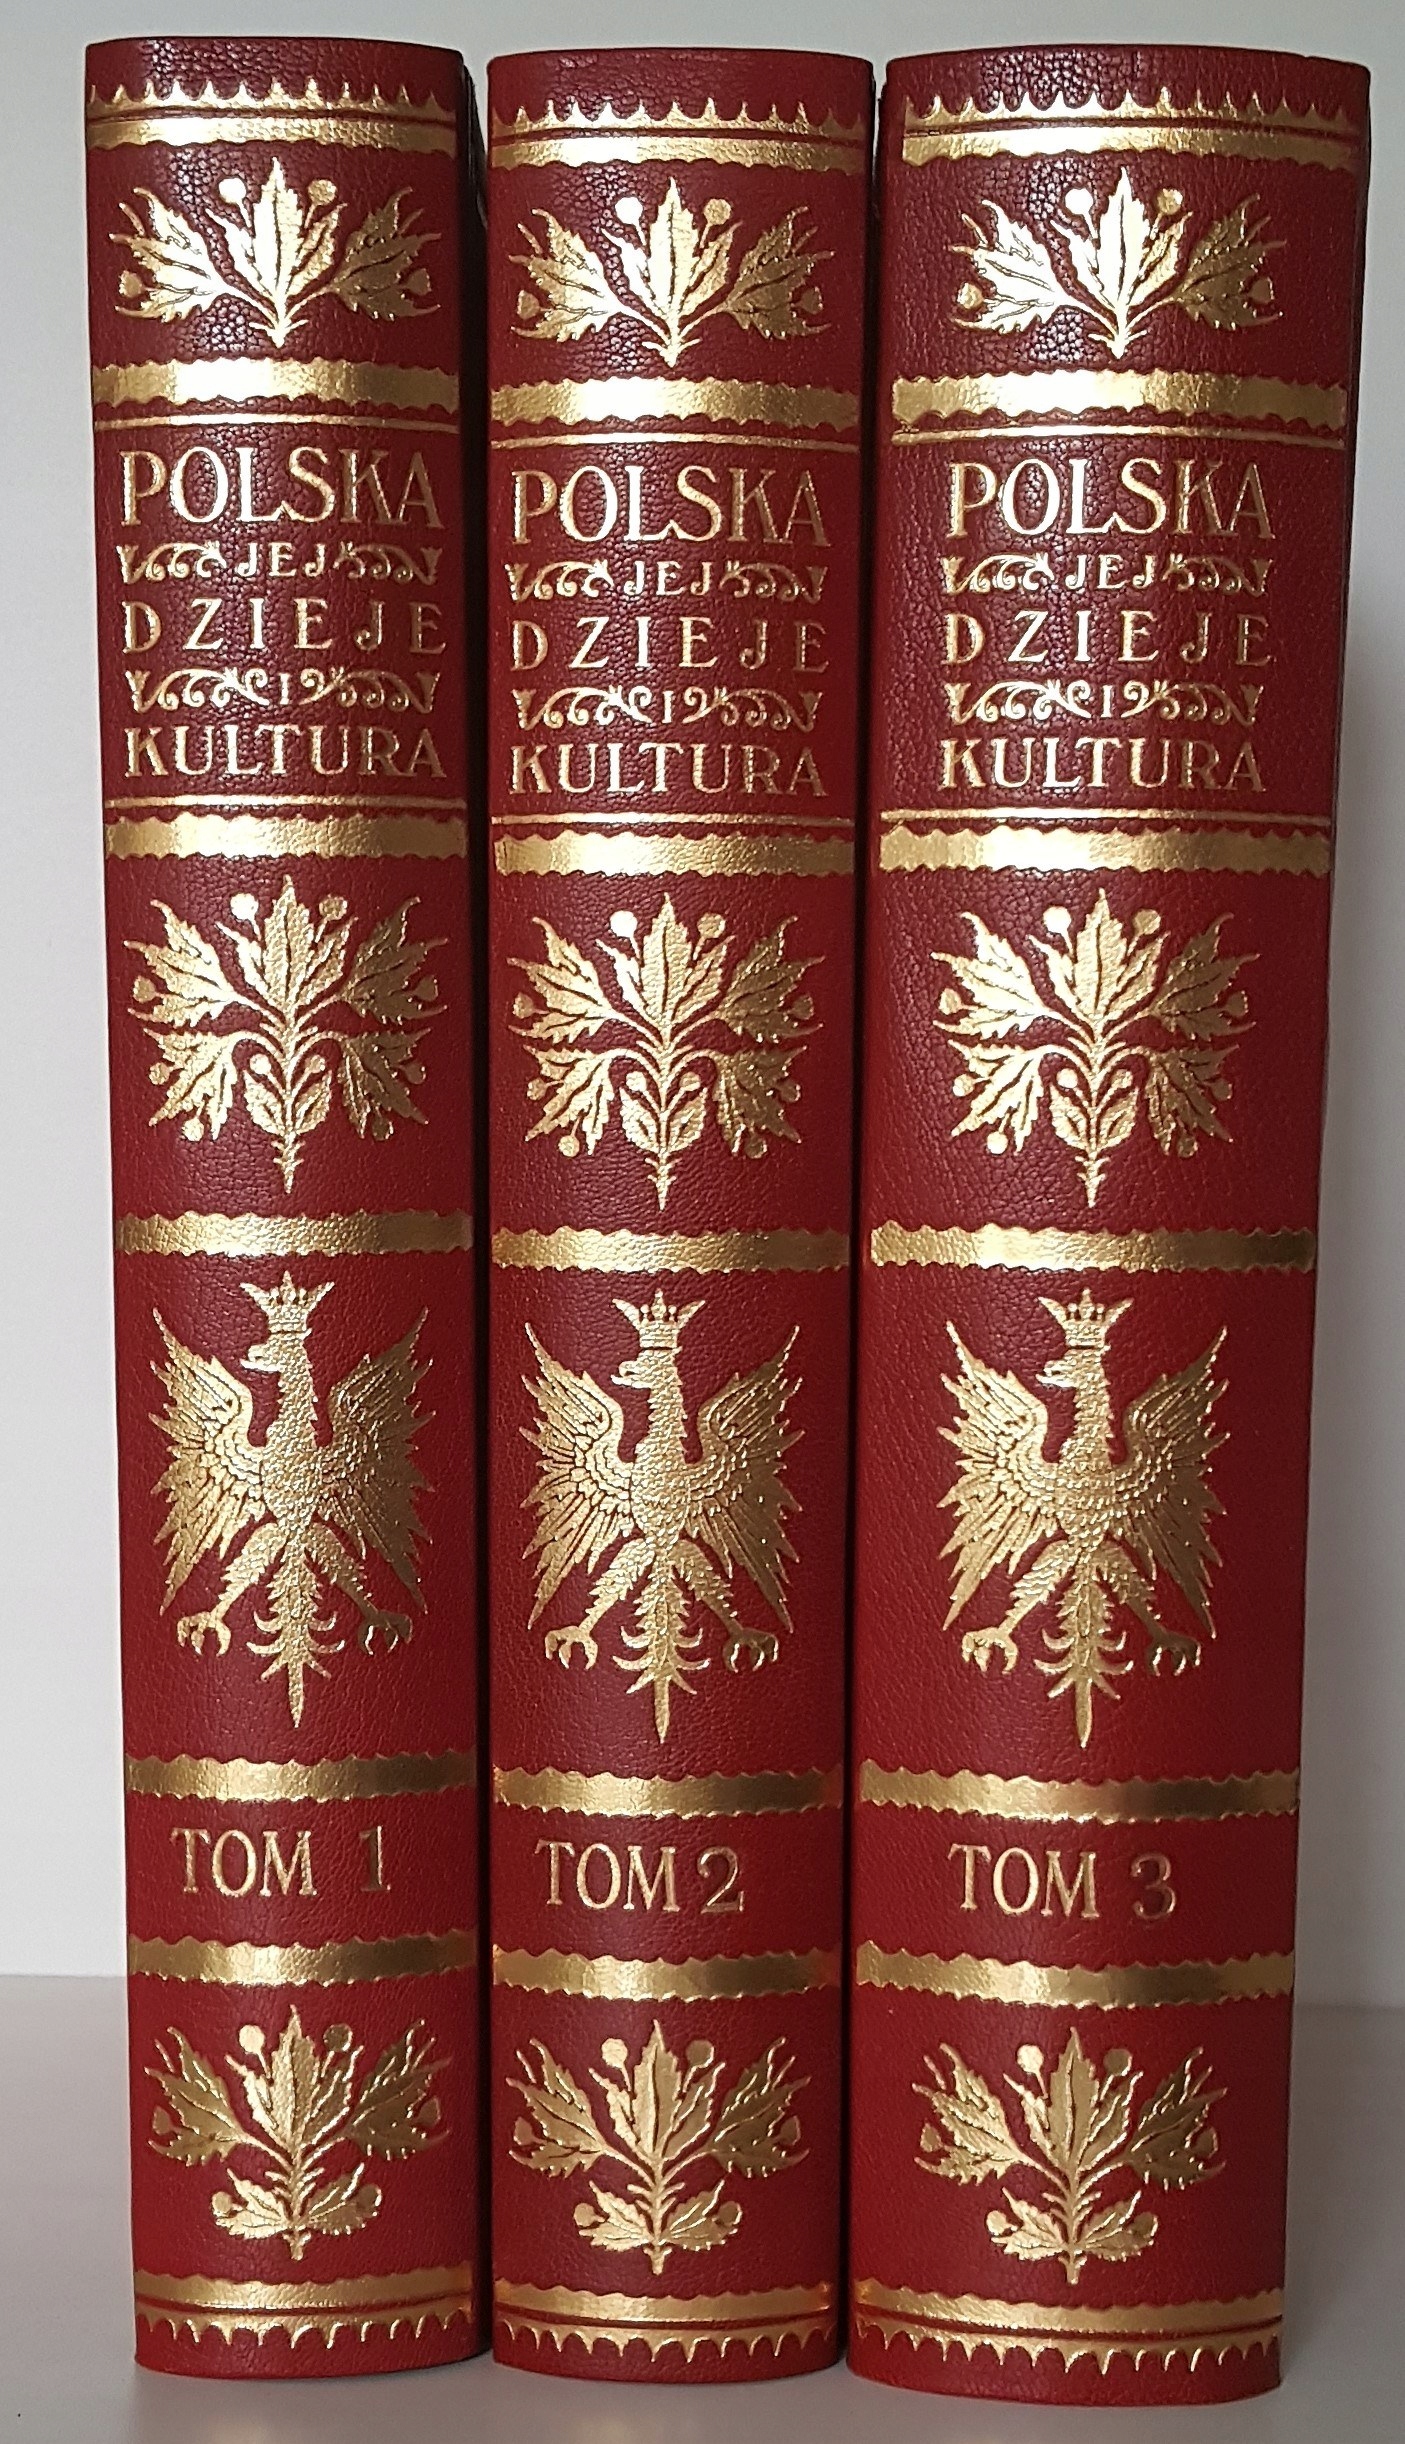 POLSKA
JEJ
DZIEJE
I
KULTURA
TOM 1
POLSKA
JEJ
DZIEJE
I
KULTURA
TOM 2
POLSKA
JEJ
DZIEJE
I
KULTURA
TOM 3